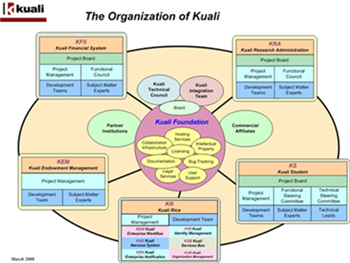 kuali
The Organization of Kuali
KFS
Kuali Financial System
Project Board
Project
Management
Functional
Council
Development
Teams
Subject Matter
Experts
KRA
Kuali Research Administration
Project Board
Project
Management
Functional
Council
Development
Teams
Subject Matter
Experts
Kuali
Technical
Council
Kuali
Integration
Team
Board
Partner
Institutions
Kuali Foundation
Commercial
Affiliates
Hosting
Services
Collaboration
Infrastructure
Intellectual
Property
Licensing
Documentation
Bug Tracking
Legal
Services
User
Support
KEM
Kuali Endowment Management
Project Management
Development
Team
Subject Matter
Experts
KS
Kuali Student
Project Board
Project
Management
Functional
Steering
Committee
Technical
Steering
Committee
Development
Teams
Subject Matter
Experts
Technical
Leads
KR
Kuali Rice
Project
Management
Development Team
KEW Kuali
Enterprise Workflow
KIM Kuali
Identity Management
KNS Kuali
Nervous System
KSB Kuali
Services Bus
KEN Kuali
Enterprise Notification
Organization Management
March 2008